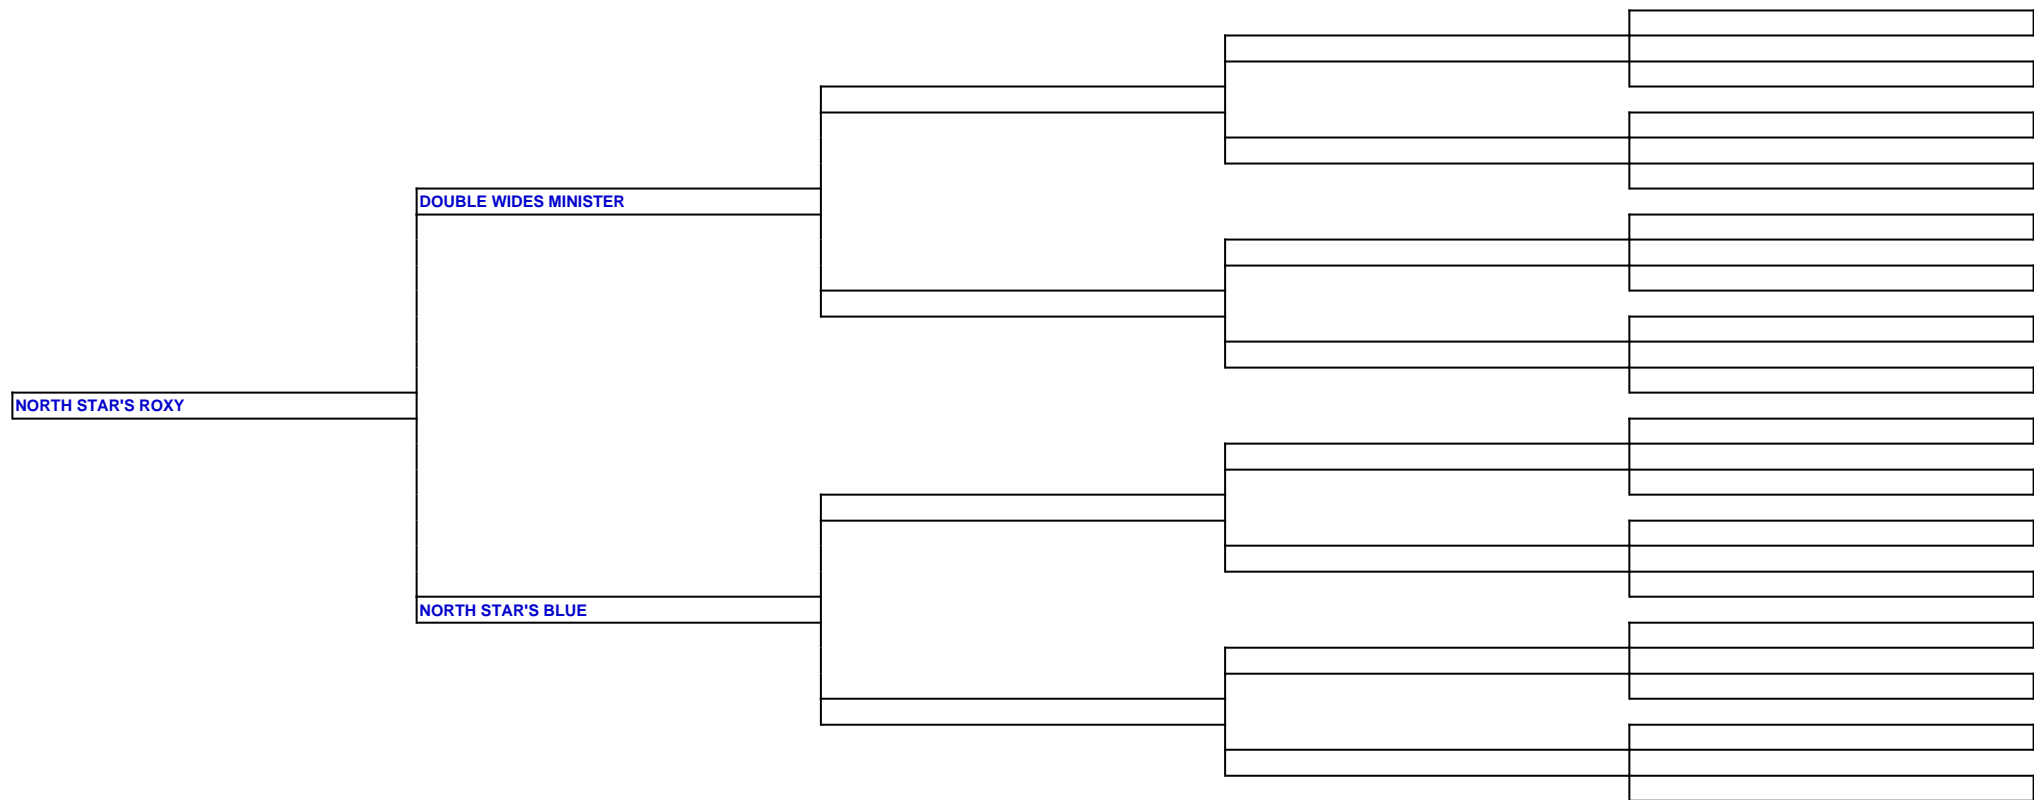 DOUBLE WIDES MINISTER
NORTH STAR'S ROXY
NORTH STAR'S BLUE